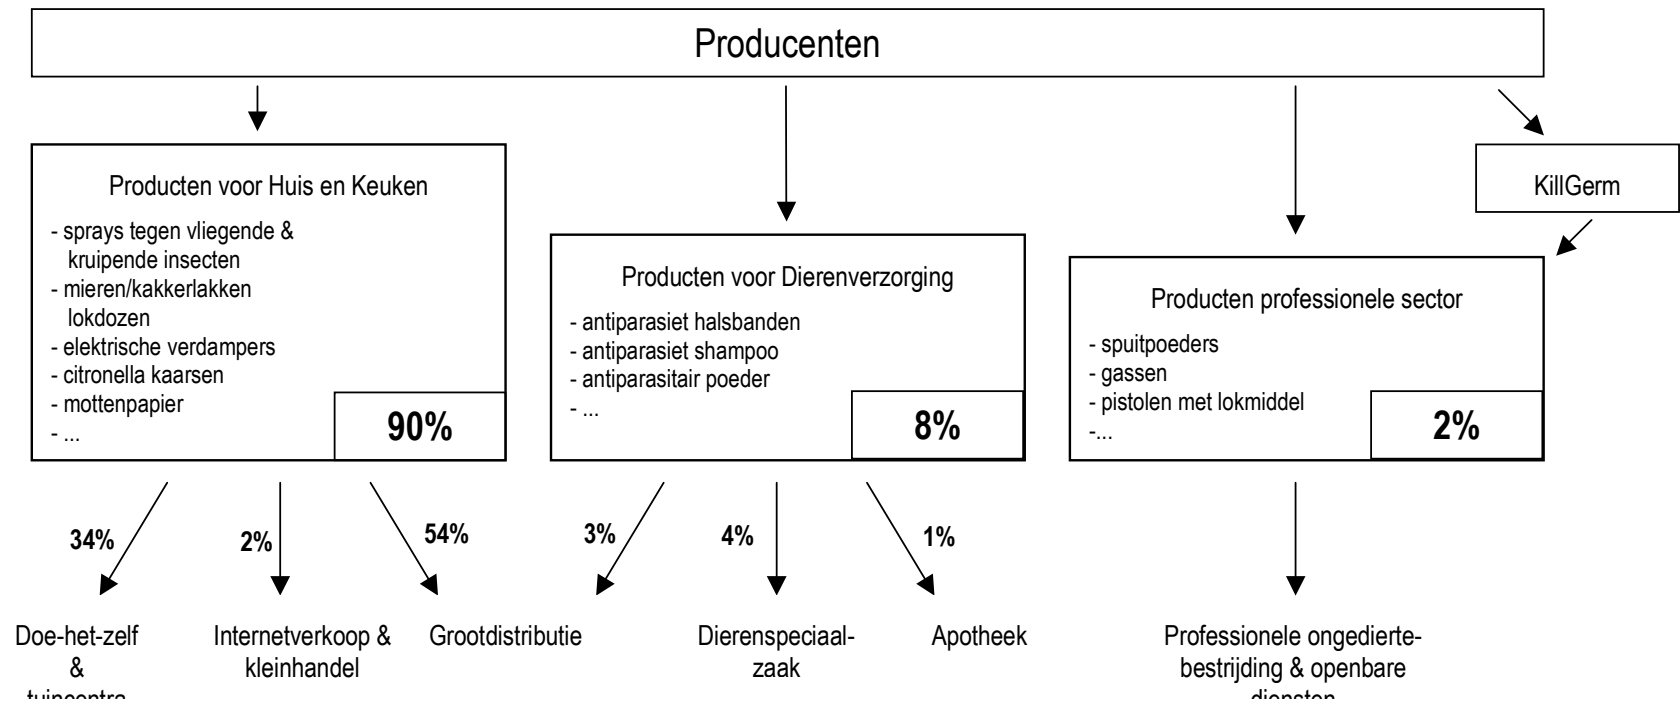 Producenten
KillGerm
Producten voor Huis en Keuken
- sprays tegen vliegende &
kruipende insecten
- mieren/kakkerlakken
lokdozen
- elektrische verdampers
- citronella kaarsen
- mottenpapier
- ...
90%
Producten voor Dierenverzorging
- antiparasiet halsbanden
- antiparasiet shampoo
- antiparasitair poeder
- ...
8%
Producten professionele sector
- spuitpoeders
- gassen
- pistolen met lokmiddel
-...
2%
34%
2%
54%
3%
4%
1%
Doe-het-zelf
&
tuincentra
Internetverkoop &
kleinhandel
Grootdistributie
Dierenspeciaal-
zaak
Apotheek
Professionele ongedierte-
bestrijding & openbare
diensten